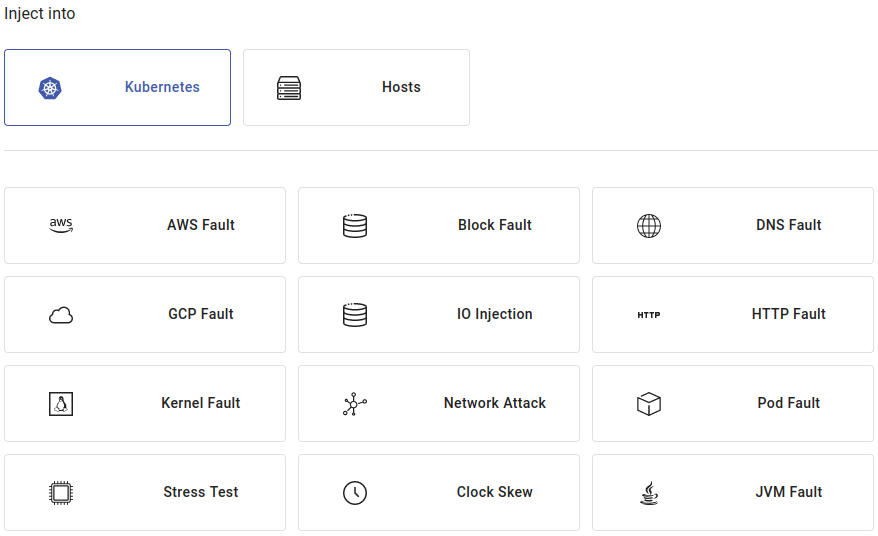 Inject into
Kubernetes
Hosts
aws
AWS Fault
Block Fault
DNS Fault
GCP Fault
IO Injection
HTTP
HTTP Fault
Kernel Fault
Network Attack
Pod Fault
Stress Test
Clock Skew
JVM Fault